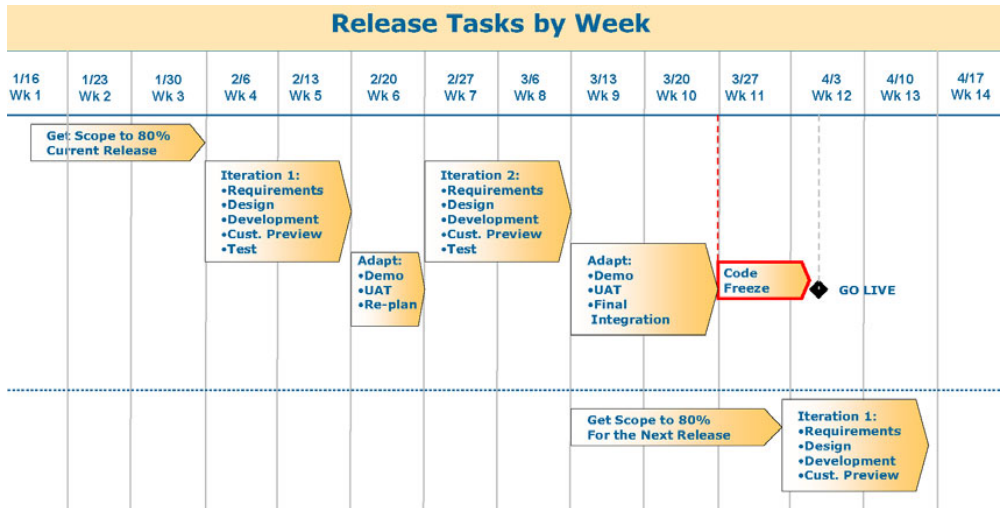 Release Tasks by Week
1/16 1/23 1/30 2/6 2/13 2/20 2/27 3/6 3/13 3/20 3/27 4/3 4/10 4/17
Wk 1 Wk 2 Wk 3 Wk 4 Wk 5 Wk 6 Wk 7 Wk 8 Wk 9 Wk 10 Wk 11 Wk 12 Wk 13 Wk 14
Get Scope to 80%
Current Release
Iteration 1:
•Requirements
•Design
•Development
•Cust. Preview
•Test
Adapt:
•Demo
•UAT
•Re-plan
Iteration 2:
•Requirements
•Design
•Development
•Cust. Preview
•Test
Adapt:
•Demo
•UAT
•Final
Integration
Code
Freeze
GO LIVE
Get Scope to 80%
For the Next Release
Iteration 1:
•Requirements
•Design
•Development
•Cust. Preview